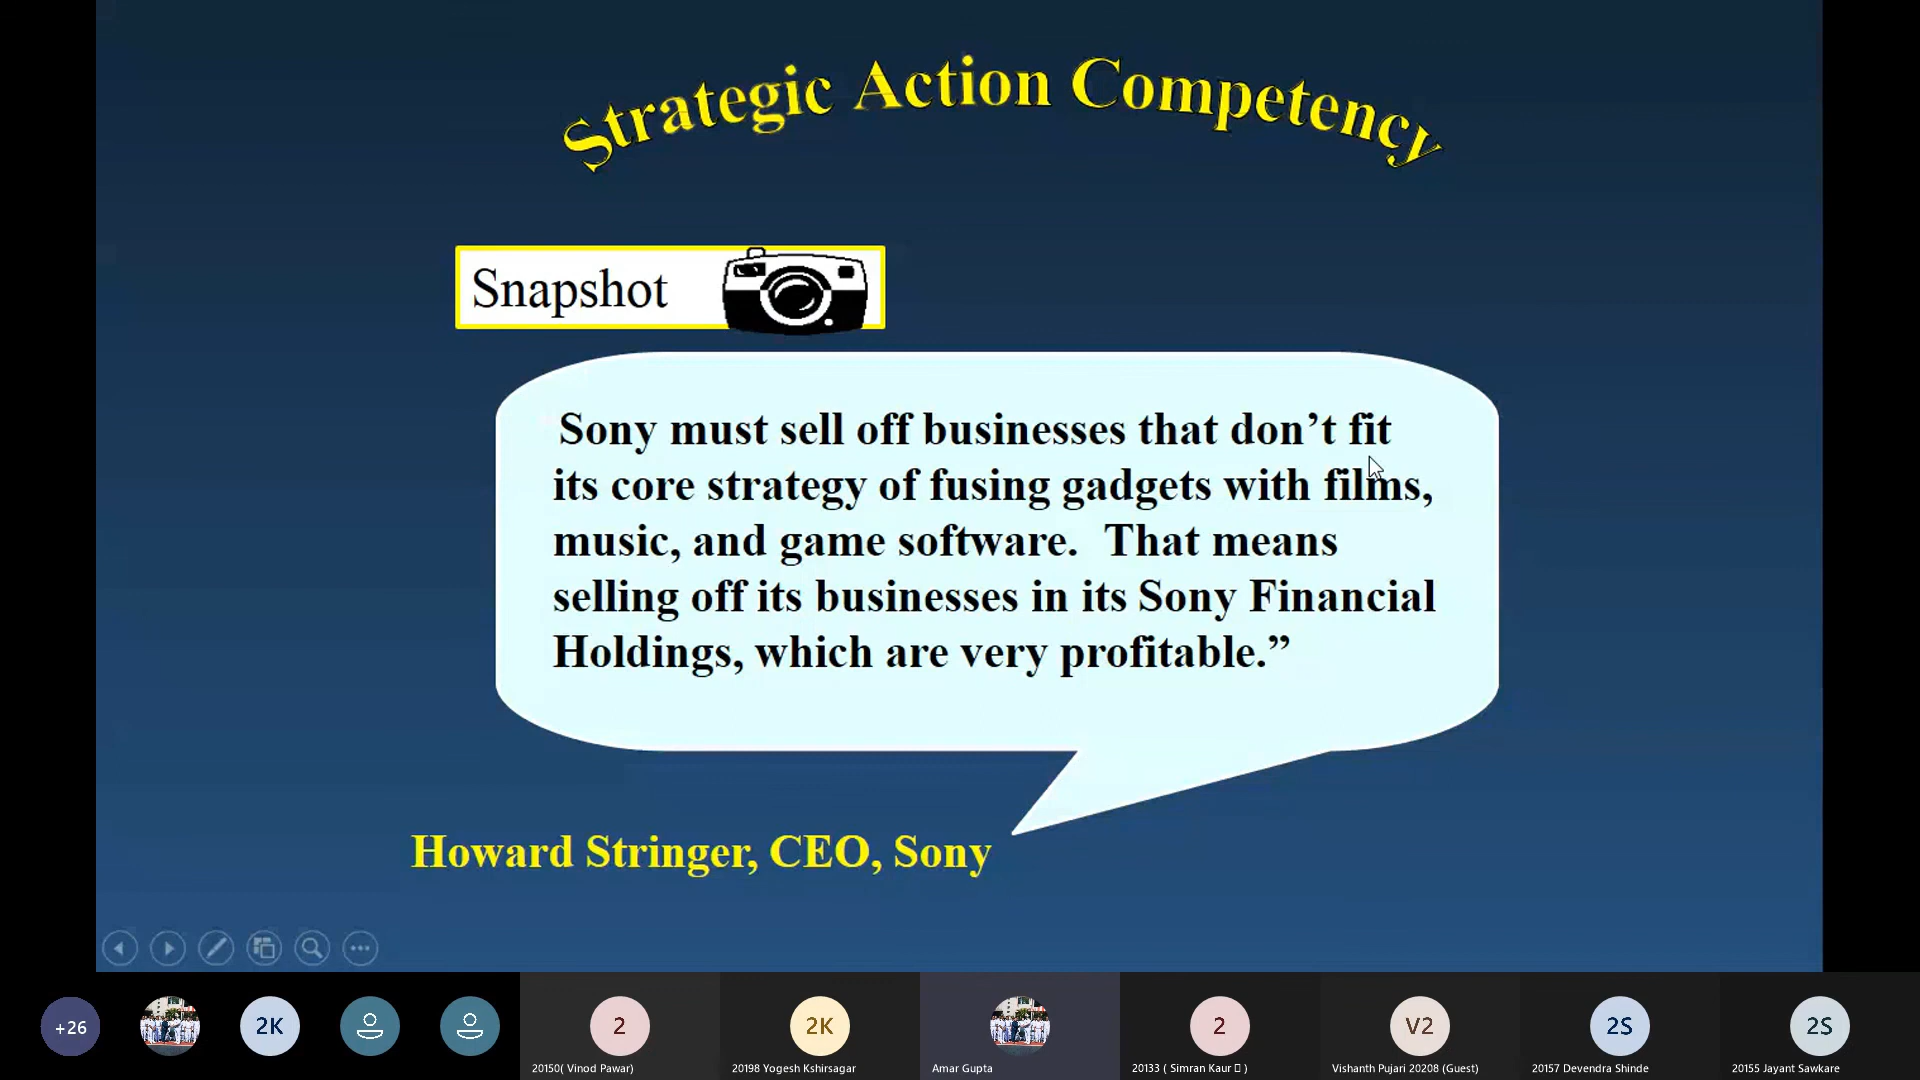 Strategic Action Competency
Snapshot
“Sony must sell off businesses that don’t fit
its core strategy of fusing gadgets with films,
music, and game software.  That means
selling off its businesses in its Sony Financial
Holdings, which are very profitable.”
Howard Stringer, CEO, Sony
+26
2K
2
2K
2
V2
2S
2S
20150( Vinod Pawar)
20198 Yogesh Kshirsagar
Amar Gupta
20133 ( Simran Kaur )
Vishanth Pujari 20208 (Guest)
20157 Devendra Shinde
20155 Jayant Sawkare